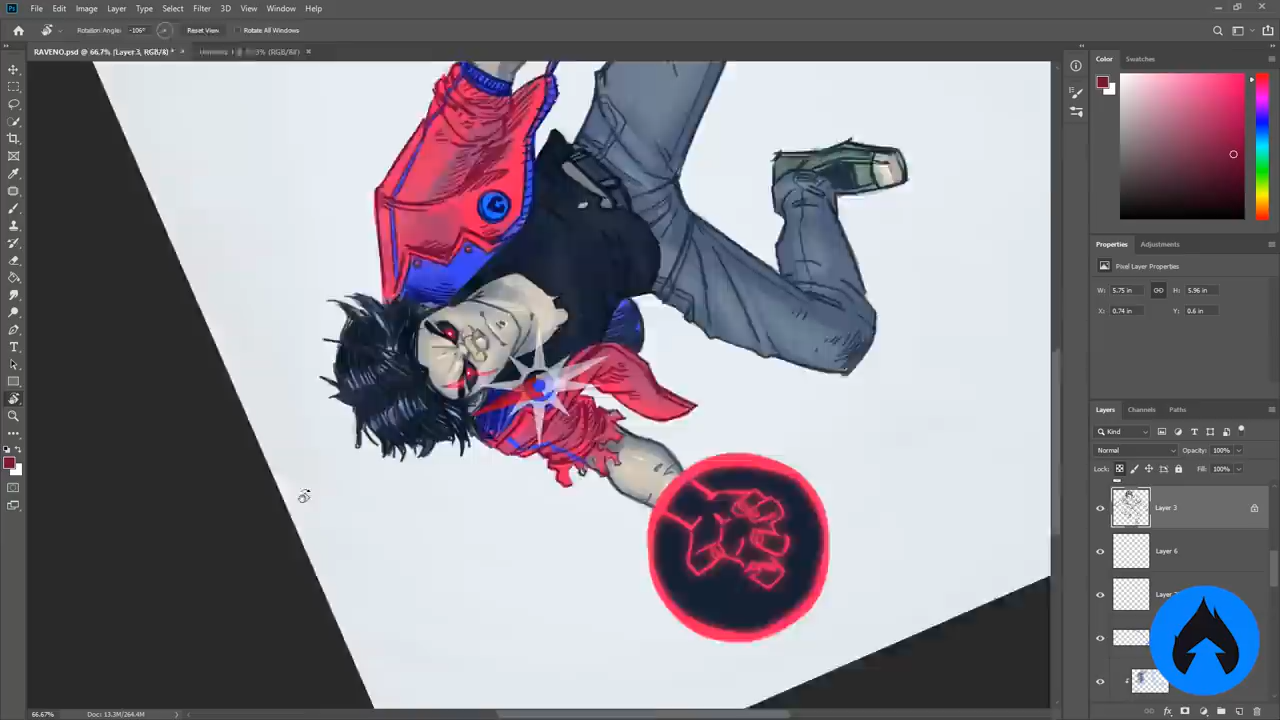 File Edit Image Layer Type Select Filter 3D View Window Help
Rotation Angle: -106° Reset View Rotate All Windows
RAVENO.psd @ 66.7% (Layer 3, RGB/8) *
Color Swatches
Properties Adjustments
Pixel Layer Properties
W: 5.75 in H: 5.96 in
X: 0.74 in Y: 0.6 in
Layers Channels Paths
Kind
Normal Opacity: 100%
Lock: Fill: 100%
Layer 3
Layer 6
66.67% Doc: 13.3M/264.4M